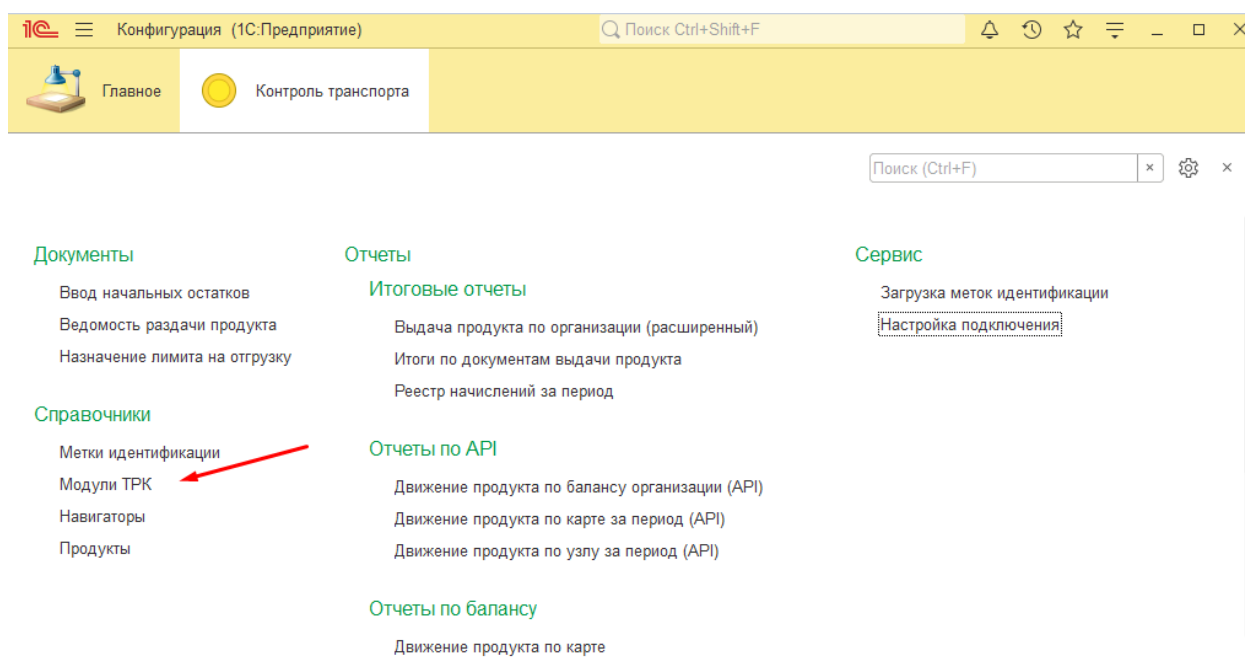 1С Конфигурация (1С:Предприятие) Поиск Ctrl+Shift+F
Главное Контроль транспорта
Поиск (Ctrl+F)
Документы
Ввод начальных остатков
Ведомость раздачи продукта
Назначение лимита на отгрузку
Справочники
Метки идентификации
Модули ТРК
Навигаторы
Продукты
Отчеты
Итоговые отчеты
Выдача продукта по организации (расширенный)
Итоги по документам выдачи продукта
Реестр начислений за период
Отчеты по API
Движение продукта по балансу организации (API)
Движение продукта по карте за период (API)
Движение продукта по узлу за период (API)
Отчеты по балансу
Движение продукта по карте
Сервис
Загрузка меток идентификации
Настройка подключения